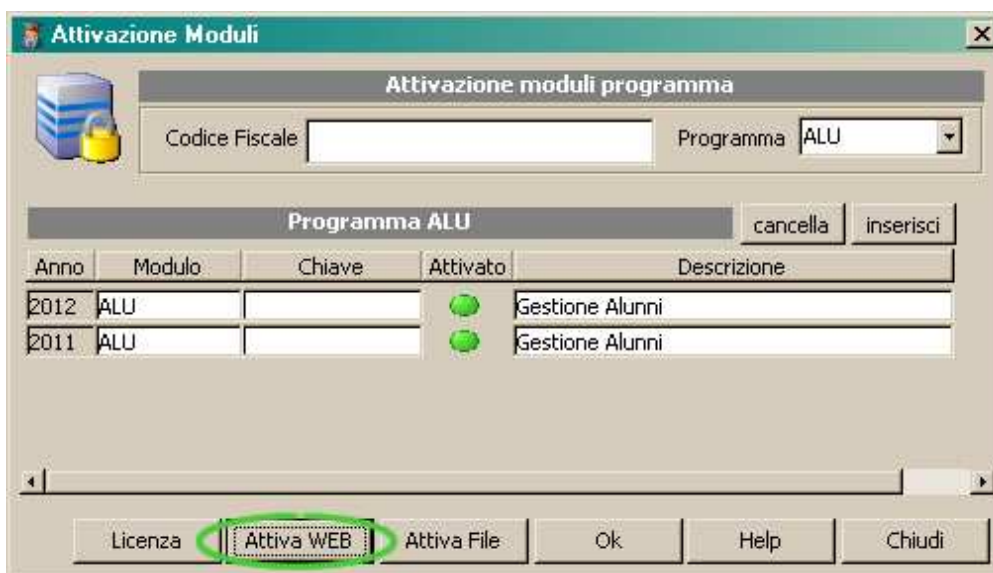 Attivazione Moduli
Attivazione moduli programma
Codice Fiscale Programma ALU
Programma ALU cancella inserisci
Anno Modulo Chiave Attivato Descrizione
2012 ALU Gestione Alunni
2011 ALU Gestione Alunni
Licenza Attiva WEB Attiva File Ok Help Chiudi